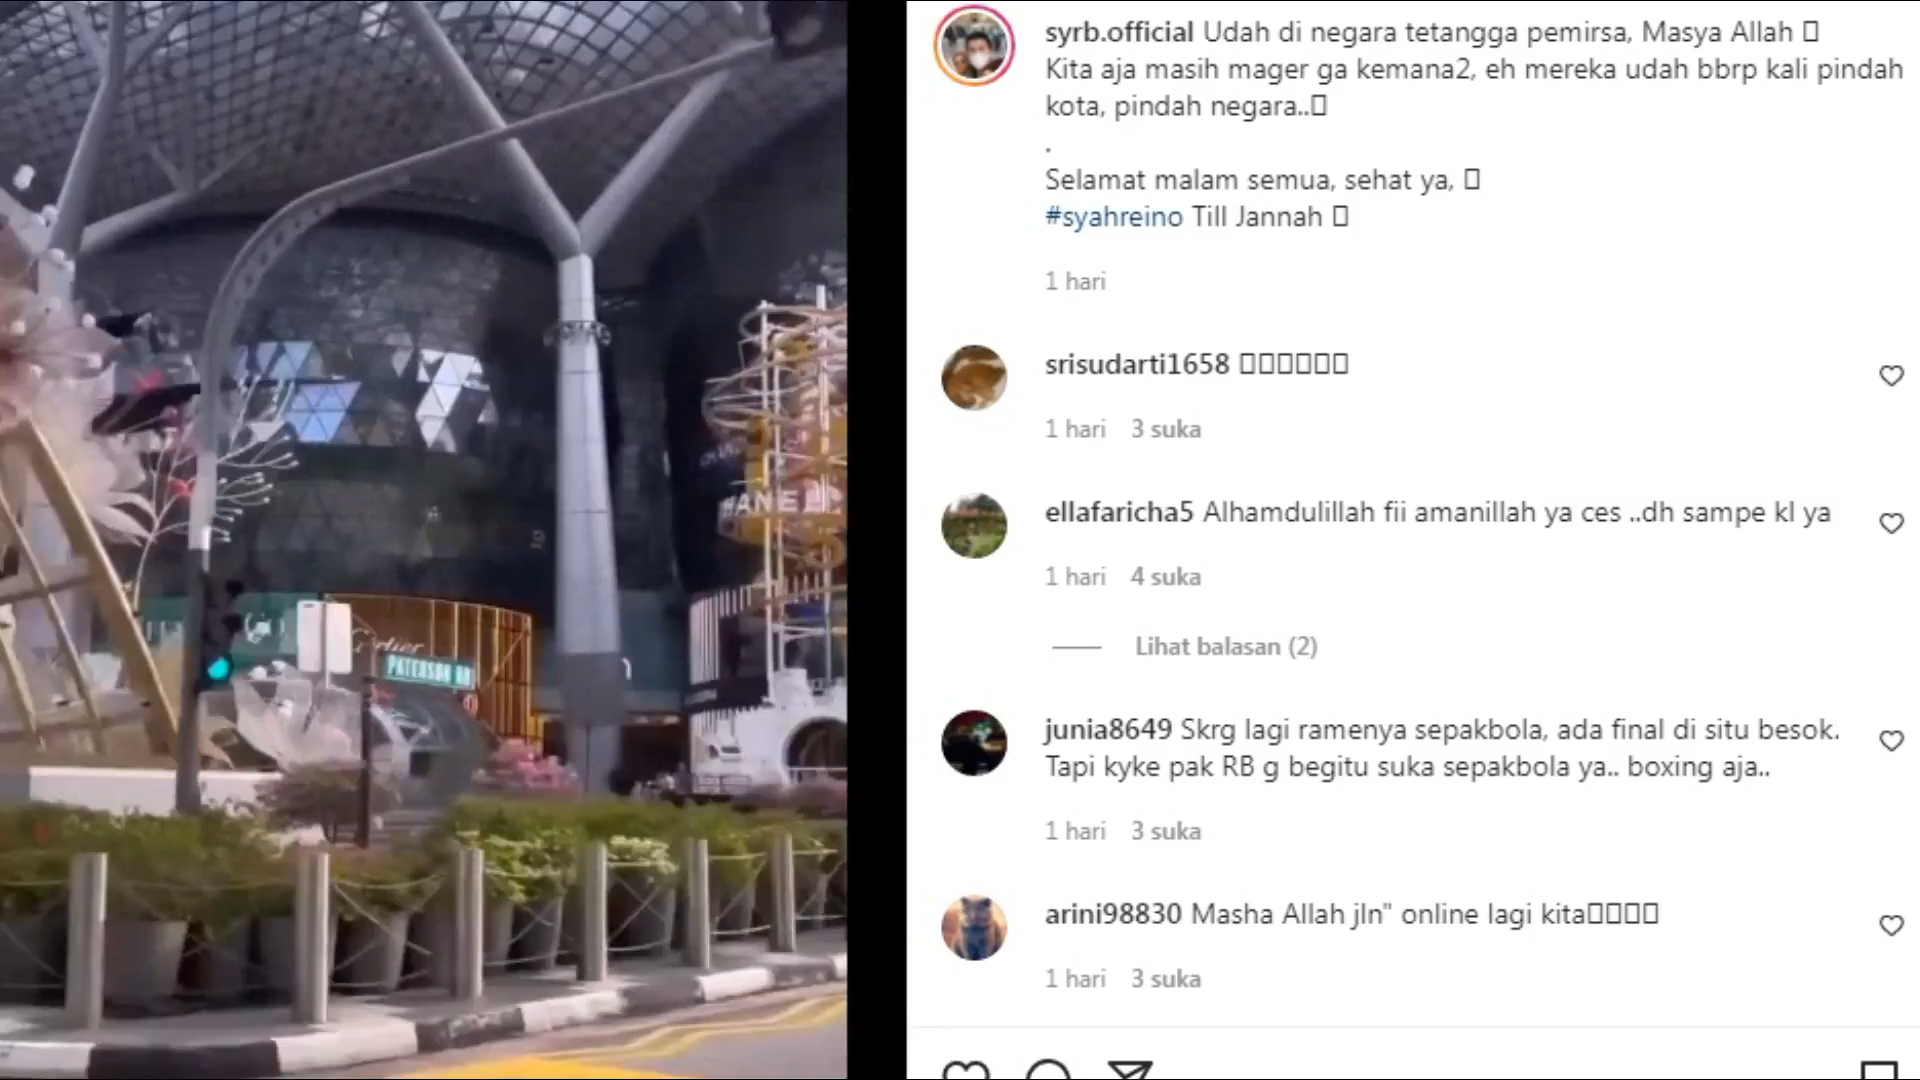 Cartier
PATERSON RD
HANEL
syrb.official Udah di negara tetangga pemirsa, Masya Allah
Kita aja masih mager ga kemana2, eh mereka udah bbrp kali pindah
kota, pindah negara..
.
Selamat malam semua, sehat ya,
#syahreino Till Jannah
1 hari
srisudarti1658
1 hari 3 suka
ellafaricha5 Alhamdulillah fii amanillah ya ces ..dh sampe kl ya
1 hari 4 suka
Lihat balasan (2)
junia8649 Skrg lagi ramenya sepakbola, ada final di situ besok.
Tapi kyke pak RB g begitu suka sepakbola ya.. boxing aja..
1 hari 3 suka
arini98830 Masha Allah jln" online lagi kita
1 hari 3 suka